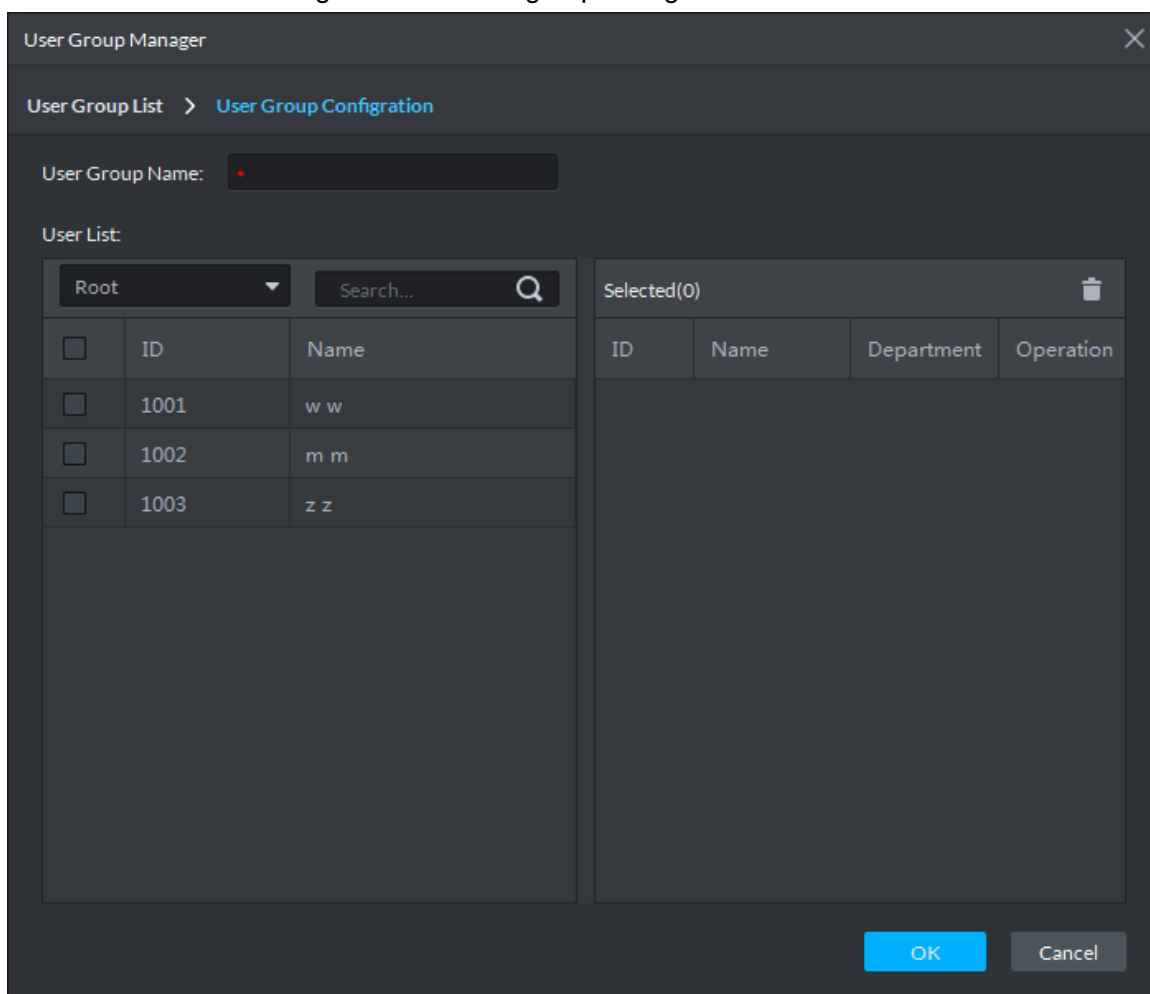 User Group Manager
User Group List > User Group Configration
User Group Name:
User List:
Root
Search...
Selected(0)
ID Name
ID Name Department Operation
1001 w w
1002 m m
1003 z z
OK Cancel